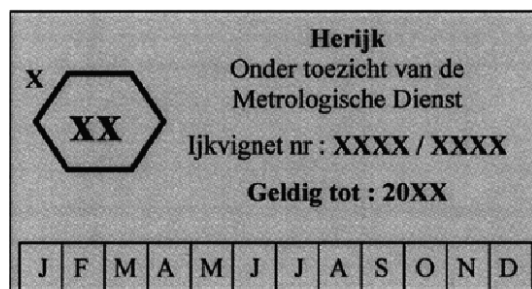 Herijk
Onder toezicht van de
Metrologische Dienst
X
XX
Ijkvignet nr : XXXX / XXXX
Geldig tot : 20XX
J F M A M J J A S O N D